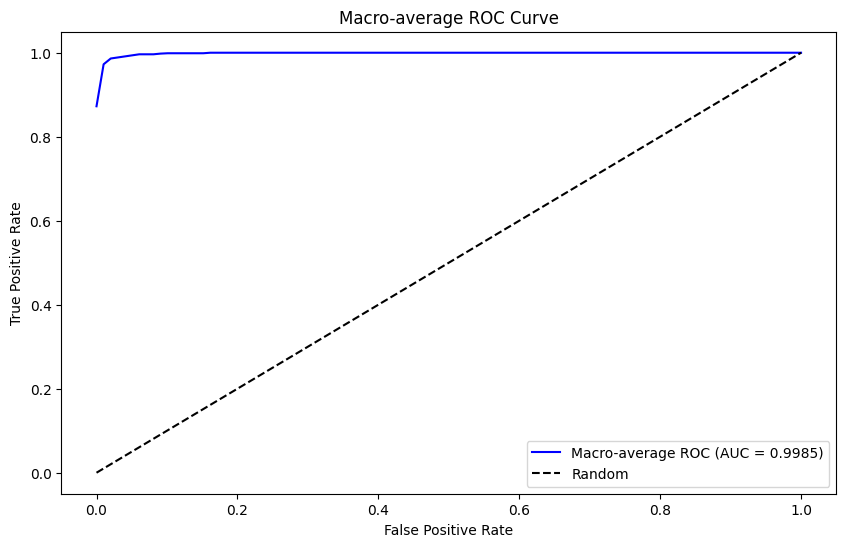 Macro-average ROC Curve
True Positive Rate
1.0
0.8
0.6
0.4
0.2
0.0
0.0 0.2 0.4 0.6 0.8 1.0
False Positive Rate
Macro-average ROC (AUC = 0.9985)
Random